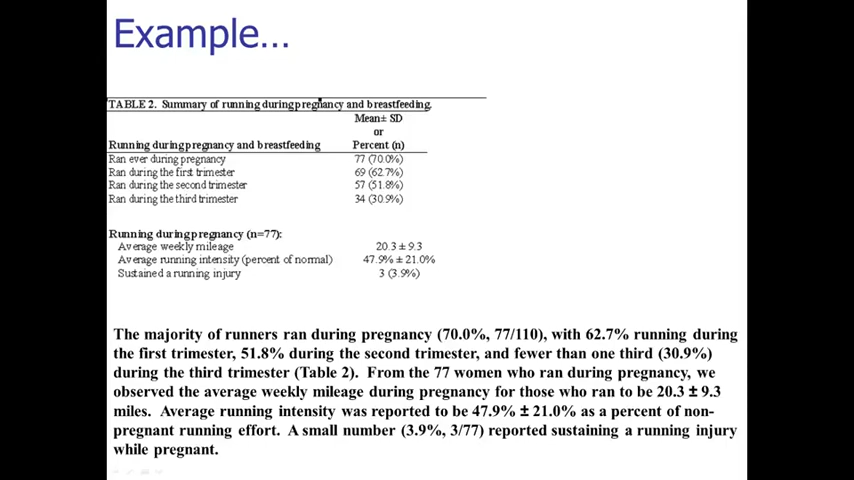 Example...
TABLE 2. Summary of running during pregnancy and breastfeeding.
Mean± SD
or
Running during pregnancy and breastfeeding Percent (n)
Ran ever during pregnancy 77 (70.0%)
Ran during the first trimester 69 (62.7%)
Ran during the second trimester 57 (51.8%)
Ran during the third trimester 34 (30.9%)
Running during pregnancy (n=77):
Average weekly mileage 20.3 ± 9.3
Average running intensity (percent of normal) 47.9% ± 21.0%
Sustained a running injury 3 (3.9%)
The majority of runners ran during pregnancy (70.0%, 77/110), with 62.7% running during
the first trimester, 51.8% during the second trimester, and fewer than one third (30.9%)
during the third trimester (Table 2). From the 77 women who ran during pregnancy, we
observed the average weekly mileage during pregnancy for those who ran to be 20.3 ± 9.3
miles. Average running intensity was reported to be 47.9% ± 21.0% as a percent of non-
pregnant running effort. A small number (3.9%, 3/77) reported sustaining a running injury
while pregnant.